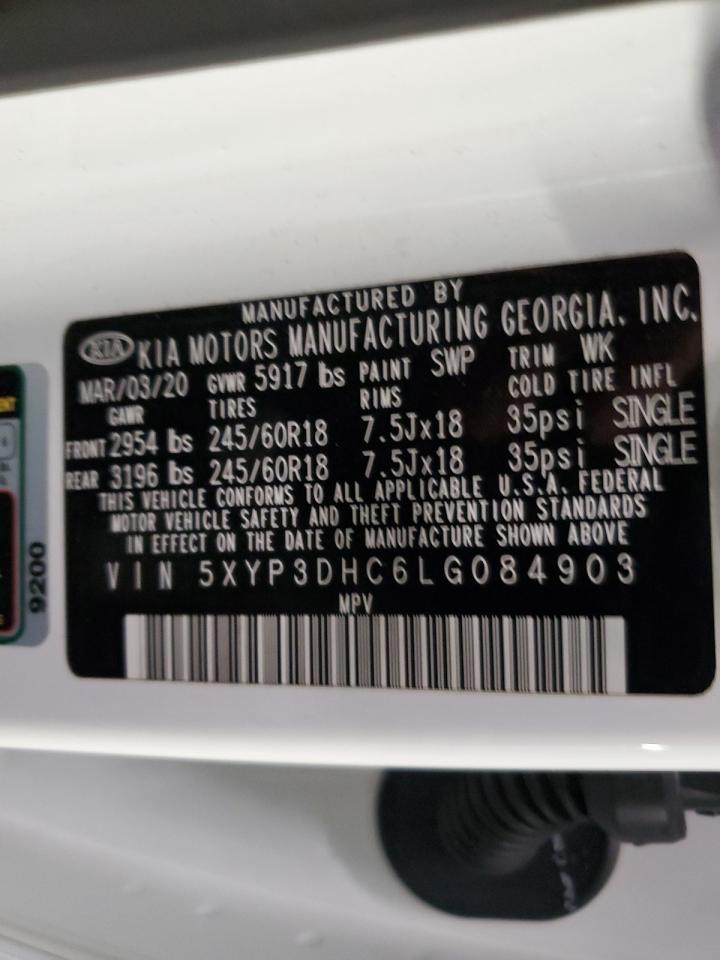 MANUFACTURED BY
KIA KIA MOTORS MANUFACTURING GEORGIA, INC.
MAR/03/20 GVWR 5917 lbs PAINT SWP TRIM WK
GAWR TIRES RIMS COLD TIRE INFL
FRONT 2954 lbs 245/60R18 7.5Jx18 35psi SINGLE
REAR 3196 lbs 245/60R18 7.5Jx18 35psi SINGLE
THIS VEHICLE CONFORMS TO ALL APPLICABLE U.S.A. FEDERAL
MOTOR VEHICLE SAFETY AND THEFT PREVENTION STANDARDS
IN EFFECT ON THE DATE OF MANUFACTURE SHOWN ABOVE
VIN 5XYP3DHC6LG084903
MPV
9200